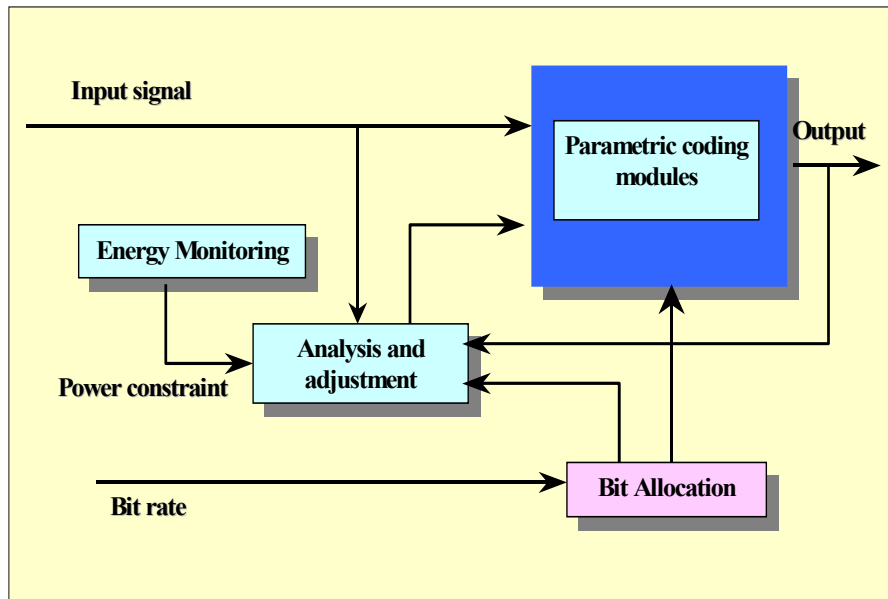 Input signal
Output
Parametric coding
modules
Energy Monitoring
Analysis and
adjustment
Power constraint
Bit Allocation
Bit rate